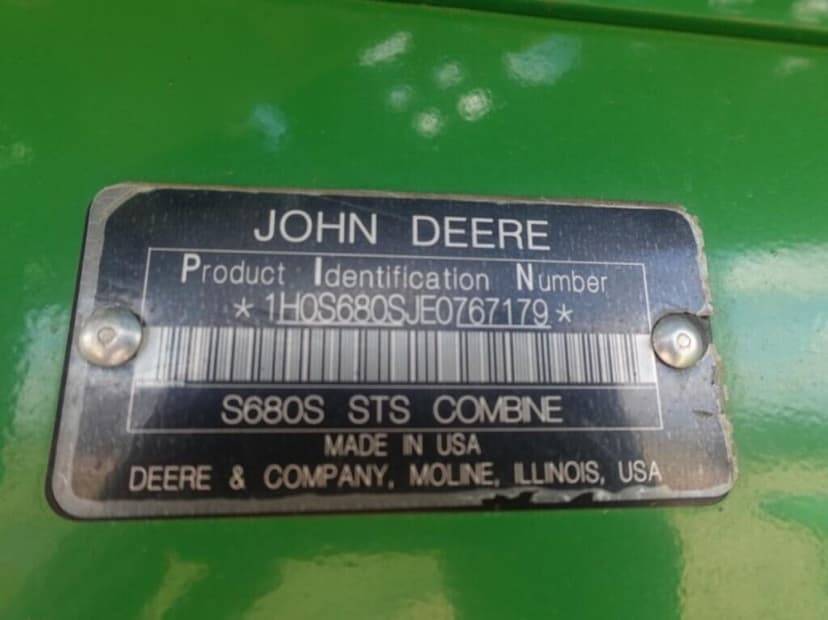 JOHN DEERE
Product Identification Number
*1H0S680SJE0767179*
S680S STS COMBINE
MADE IN USA
DEERE & COMPANY, MOLINE, ILLINOIS, USA